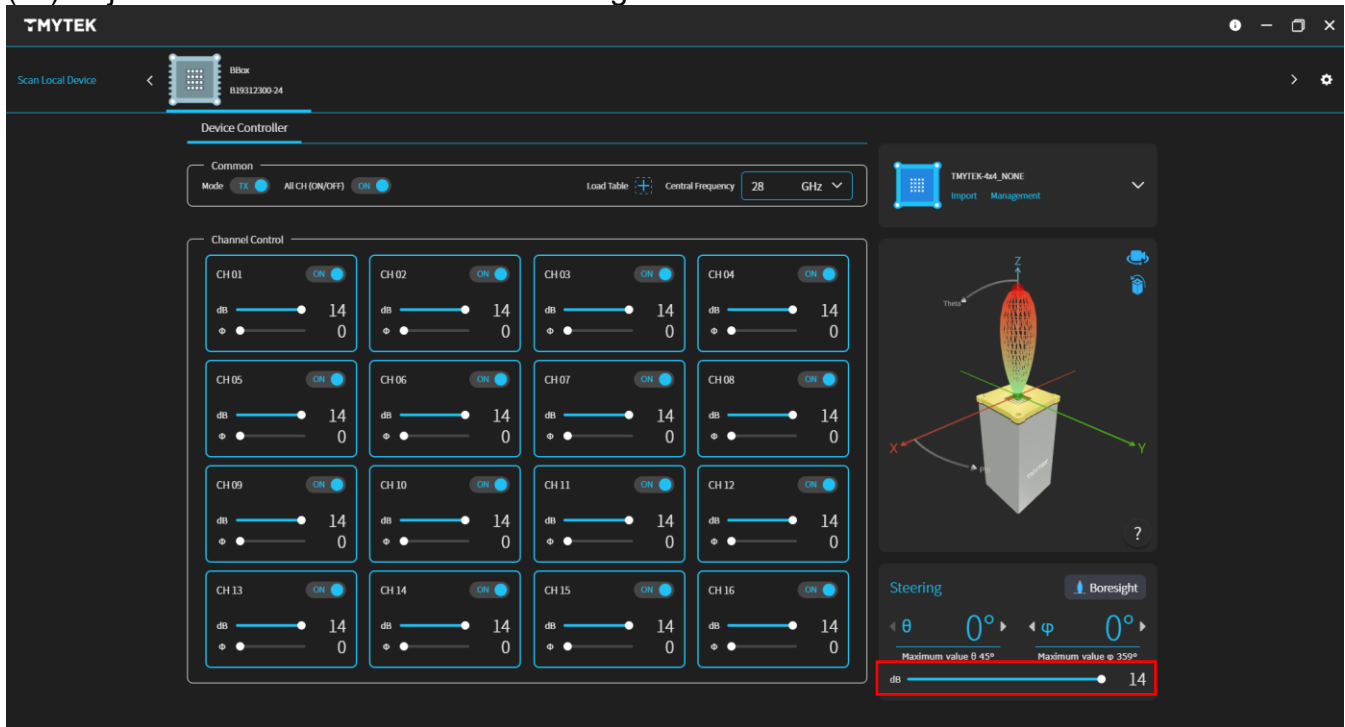 TMYTEK
Scan Local Device
BBox
B19312300-24
Device Controller
Common
Mode TX All CH (ON/OFF) ON Load Table Central Frequency 28 GHz
TMYTEK-4x4_NONE
Import Management
Channel Control
CH 01 ON CH 02 ON CH 03 ON CH 04 ON
dB 14 dB 14 dB 14 dB 14
Φ 0 Φ 0 Φ 0 Φ 0
CH 05 ON CH 06 ON CH 07 ON CH 08 ON
dB 14 dB 14 dB 14 dB 14
Φ 0 Φ 0 Φ 0 Φ 0
CH 09 ON CH 10 ON CH 11 ON CH 12 ON
dB 14 dB 14 dB 14 dB 14
Φ 0 Φ 0 Φ 0 Φ 0
CH 13 ON CH 14 ON CH 15 ON CH 16 ON
dB 14 dB 14 dB 14 dB 14
Φ 0 Φ 0 Φ 0 Φ 0
Z
Theta
X
Y
Phi
TMYTEK
?
Steering Boresight
θ 0° φ 0°
Maximum value θ 45° Maximum value φ 359°
dB 14